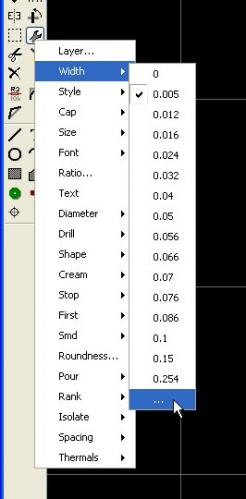 Layer...
Width
Style
Cap
Size
Font
Ratio...
Text
Diameter
Drill
Shape
Cream
Stop
First
Smd
Roundness...
Pour
Rank
Isolate
Spacing
Thermals
0
0.005
0.012
0.016
0.024
0.032
0.04
0.05
0.056
0.066
0.07
0.076
0.086
0.1
0.15
0.254
...
R2
10k